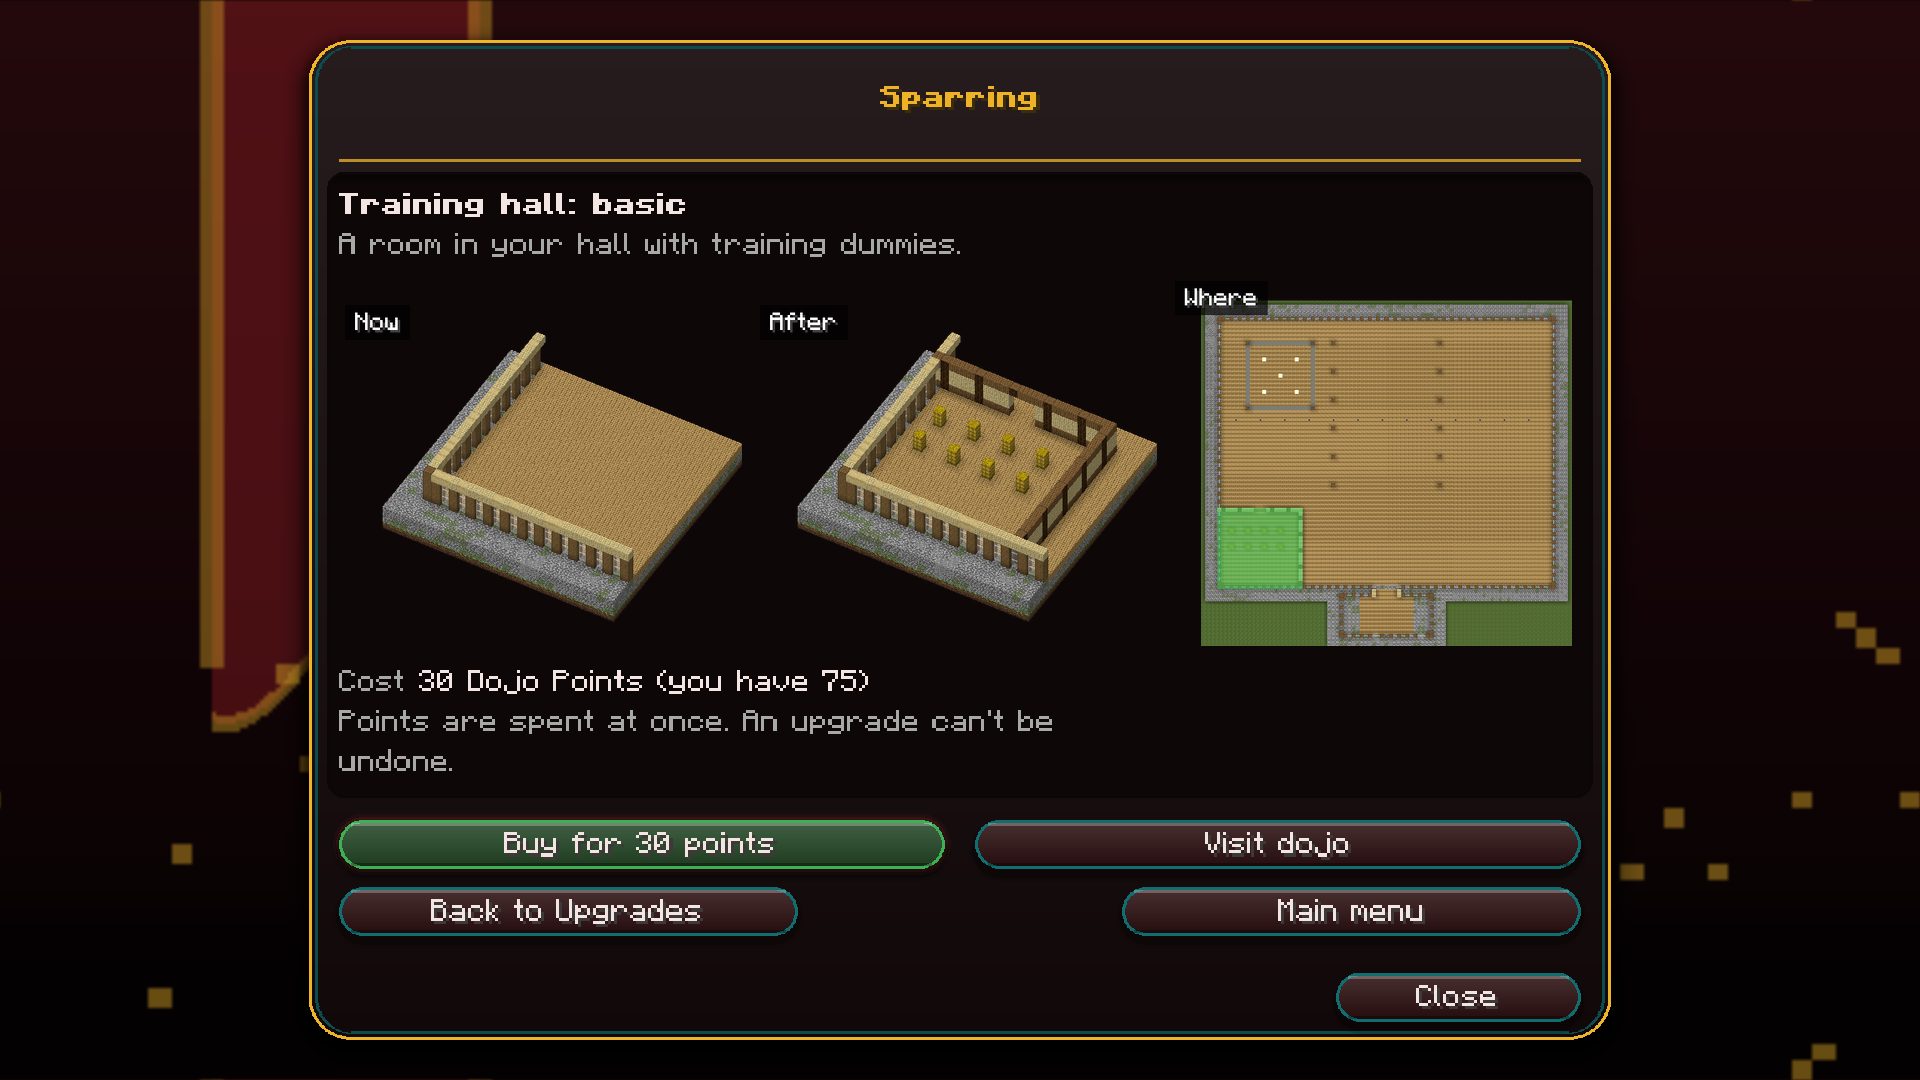 Sparring
Training hall: basic
A room in your hall with training dummies.
Now
After
Where
Cost 30 Dojo Points (you have 75)
Points are spent at once. An upgrade can't be
undone.
Buy for 30 points
Visit dojo
Back to Upgrades
Main menu
Close